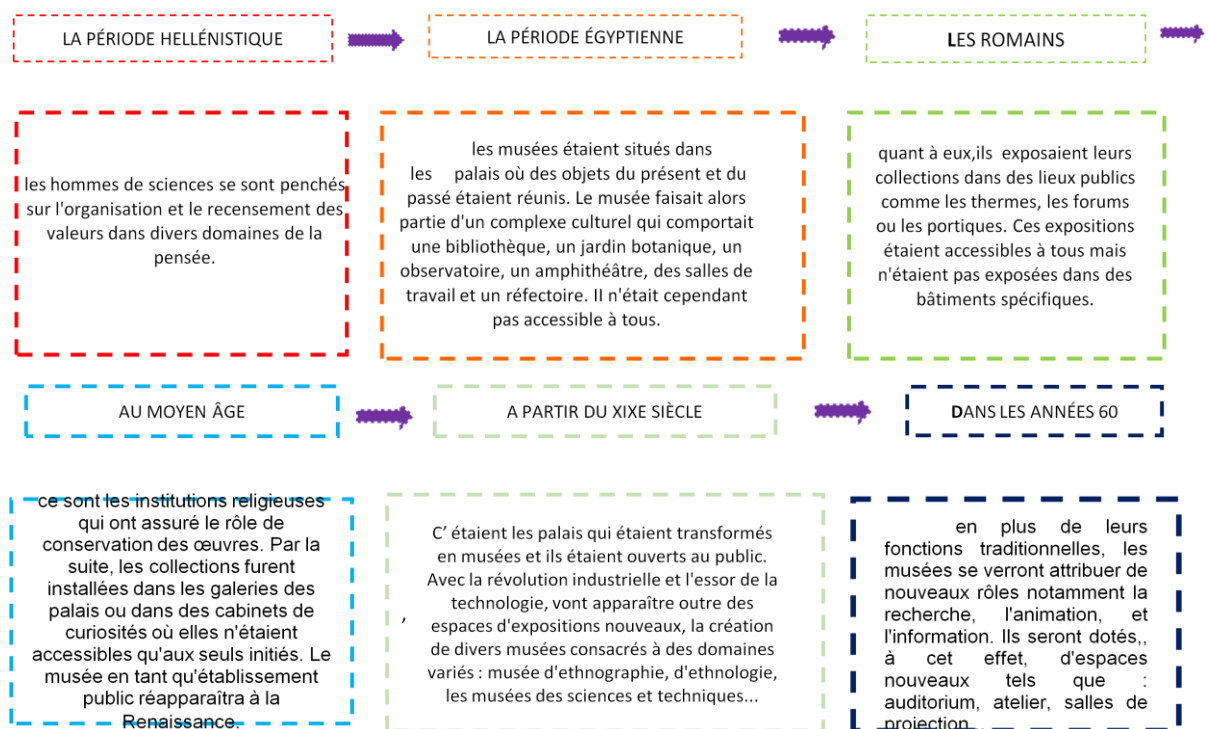 LA PÉRIODE HELLÉNISTIQUE
LA PÉRIODE ÉGYPTIENNE
LES ROMAINS
les hommes de sciences se sont penchés
sur l'organisation et le recensement des
valeurs dans divers domaines de la
pensée.
les musées étaient situés dans
les palais où des objets du présent et du
passé étaient réunis. Le musée faisait alors
partie d'un complexe culturel qui comportait
une bibliothèque, un jardin botanique, un
observatoire, un amphithéâtre, des salles de
travail et un réfectoire. Il n'était cependant
pas accessible à tous.
quant à eux,ils exposaient leurs
collections dans des lieux publics
comme les thermes, les forums
ou les portiques. Ces expositions
étaient accessibles à tous mais
n'étaient pas exposées dans des
bâtiments spécifiques.
AU MOYEN ÂGE
A PARTIR DU XIXE SIÈCLE
DANS LES ANNÉES 60
ce sont les institutions religieuses
qui ont assuré le rôle de
conservation des œuvres. Par la
suite, les collections furent
installées dans les galeries des
palais ou dans des cabinets de
curiosités où elles n'étaient
accessibles qu'aux seuls initiés. Le
musée en tant qu'établissement
public réapparaîtra à la
Renaissance.
,
C' étaient les palais qui étaient transformés
en musées et ils étaient ouverts au public.
Avec la révolution industrielle et l'essor de la
technologie, vont apparaître outre des
espaces d'expositions nouveaux, la création
de divers musées consacrés à des domaines
variés : musée d'ethnographie, d'ethnologie,
les musées des sciences et techniques...
en plus de leurs
fonctions traditionnelles, les
musées se verront attribuer de
nouveaux rôles notamment la
recherche, l'animation, et
l'information. Ils seront dotés,,
à cet effet, d'espaces
nouveaux tels que :
auditorium, atelier, salles de
projection...